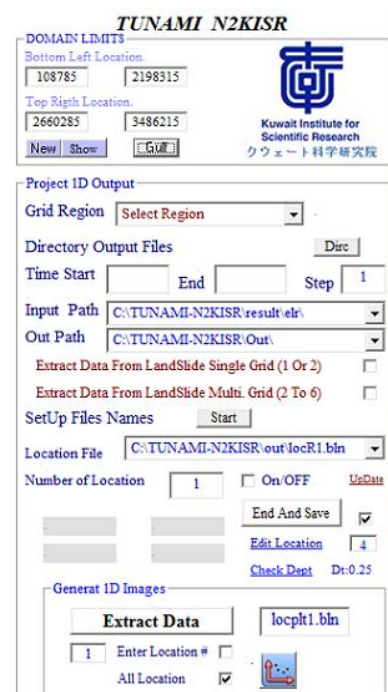 TUNAMI N2KISR
DOMAIN LIMITS
Bottom Left Location.
108785 2198315
Top Rigth Location.
2660285 3486215
New Show Gulf
Kuwait Institute for
Scientific Research
クウェート科学研究院
Project 1D Output
Grid Region Select Region
Directory Output Files Dirc
Time Start End Step 1
Input Path C:\TUNAMI-N2KISR\result\elr\
Out Path C:\TUNAMI-N2KISR\Out\
Extract Data From LandSlide Single Grid (1 Or 2)
Extract Data From LandSlide Multi. Grid (2 To 6)
SetUp Files Names Start
Location File C:\TUNAMI-N2KISR\out\locR1.bln
Number of Location 1 On/OFF UpDate
End And Save
Edit Location 4
Check Dept Dt:0.25
Generat 1D Images
Extract Data locplt1.bln
1 Enter Location #
All Location